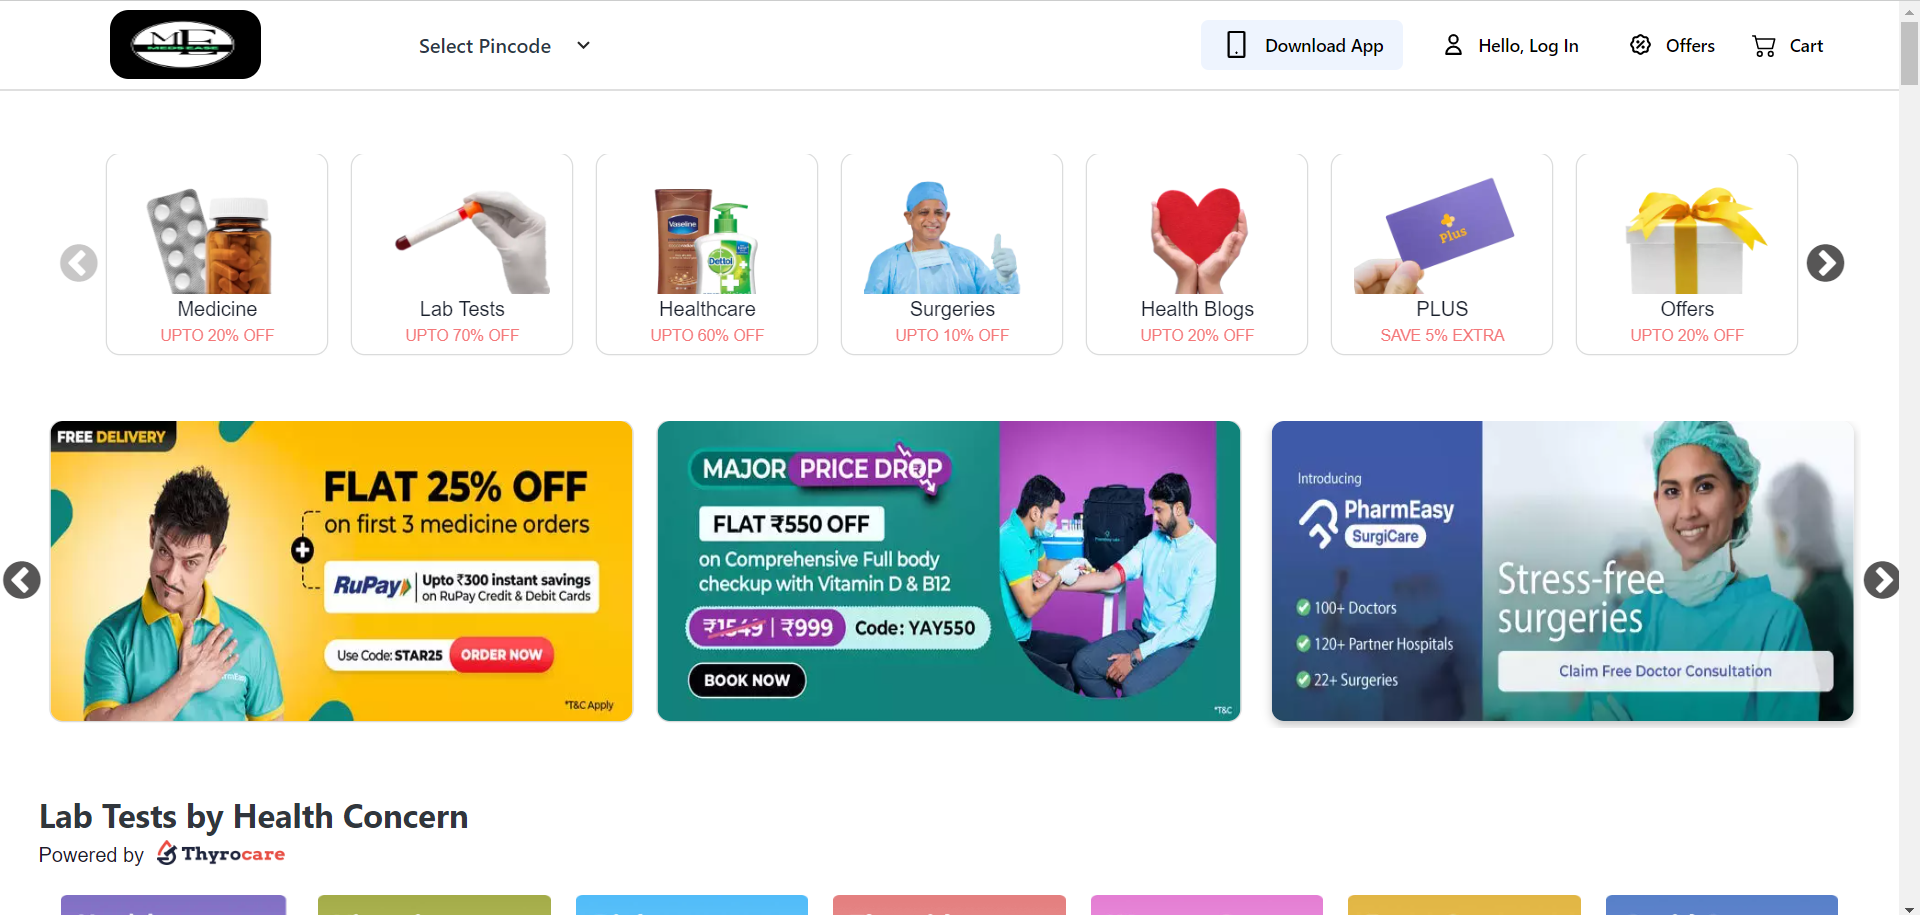 ME
MEDS EASE
Select Pincode
Download App
Hello, Log In
Offers
Cart
Vaseline
Dettol
Plus
Medicine
UPTO 20% OFF
Lab Tests
UPTO 70% OFF
Healthcare
UPTO 60% OFF
Surgeries
UPTO 10% OFF
Health Blogs
UPTO 20% OFF
PLUS
SAVE 5% EXTRA
Offers
UPTO 20% OFF
FREE DELIVERY
FLAT 25% OFF
on first 3 medicine orders
RuPay
Upto ₹300 instant savings
on RuPay Credit & Debit Cards
Use Code: STAR25
ORDER NOW
*T&C Apply
MAJOR PRICE DROP
FLAT ₹550 OFF
on Comprehensive Full body
checkup with Vitamin D & B12
₹1549 | ₹999
Code: YAY550
BOOK NOW
*T&C
Introducing
PharmEasy
SurgiCare
100+ Doctors
120+ Partner Hospitals
22+ Surgeries
Stress-free
surgeries
Claim Free Doctor Consultation
Lab Tests by Health Concern
Powered by Thyrocare